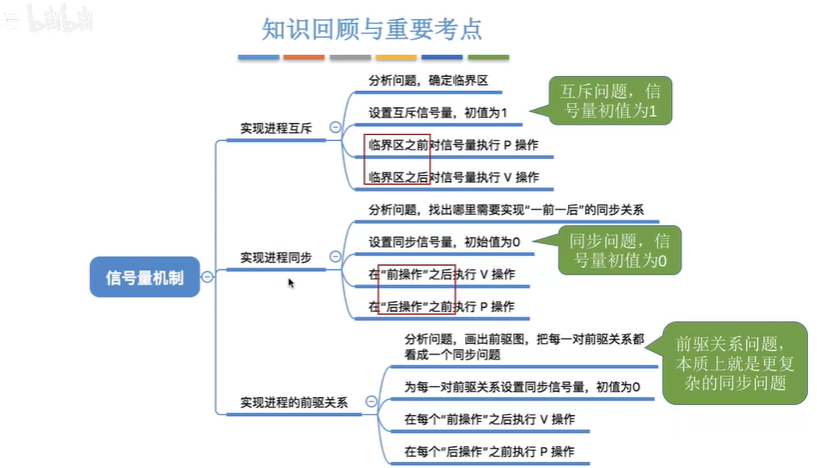 bilibili
知识回顾与重要考点
分析问题，确定临界区
设置互斥信号量，初值为1
互斥问题，信
号量初值为1
实现进程互斥
临界区之前对信号量执行 P 操作
临界区之后对信号量执行 V 操作
分析问题，找出哪里需要实现“一前一后”的同步关系
设置同步信号量，初始值为0
同步问题，信
号量初值为0
实现进程同步
信号量机制
在“前操作”之后执行 V 操作
在“后操作”之前执行 P 操作
分析问题，画出前驱图，把每一对前驱关系都
看成一个同步问题
前驱关系问题，
本质上就是更复
杂的同步问题
为每一对前驱关系设置同步信号量，初值为0
实现进程的前驱关系
在每个“前操作”之后执行 V 操作
在每个“后操作”之前执行 P 操作